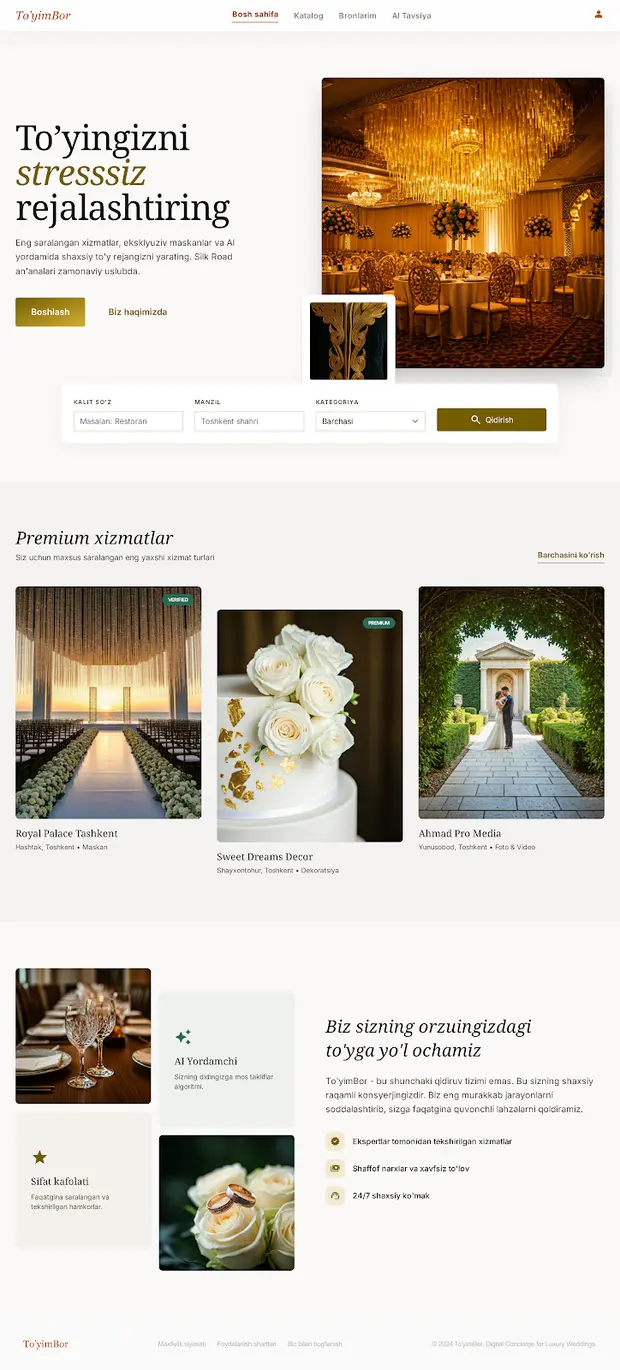 To'yimBor
Bosh sahifa
Katalog
Bronlarim
AI Tavsiya
To'yingizni
stresssiz
rejalashtiring
Eng saralangan xizmatlar, eksklyuziv maskanlar va AI
yordamida shaxsiy to'y rejangizni yarating. Silk Road
an'analari zamonaviy uslubda.
Boshlash
Biz haqimizda
KALIT SO'Z
MANZIL
KATEGORIYA
Masalan: Restoran
Toshkent shahri
Barchasi
Qidirish
Premium xizmatlar
Siz uchun maxsus saralangan eng yaxshi xizmat turlari
Barchasini ko'rish
VERIFIED
Royal Palace Tashkent
Hashtak, Toshkent • Maskan
PREMIUM
Sweet Dreams Decor
Shayxontohur, Toshkent • Dekoratsiya
Ahmad Pro Media
Yunusobod, Toshkent • Foto & Video
AI Yordamchi
Sizning didingizga mos takliflar
algoritmi.
Sifat kafolati
Faqatgina saralangan va
tekshirilgan hamkorlar.
Biz sizning orzuingizdagi
to'yga yo'l ochamiz
To'yimBor - bu shunchaki qidiruv tizimi emas. Bu sizning shaxsiy
raqamli konsyerjingizdir. Biz eng murakkab jarayonlarni
soddalashtirib, sizga faqatgina quvonchli lahzalarni qoldiramiz.
Ekspertlar tomonidan tekshirilgan xizmatlar
Shaffof narxlar va xavfsiz to'lov
24/7 shaxsiy ko'mak
To'yimBor
Maxfiylik siyosati
Foydalanish shartlari
Biz bilan bog'lanish
© 2024 To'yimBor. Digital Concierge for Luxury Weddings